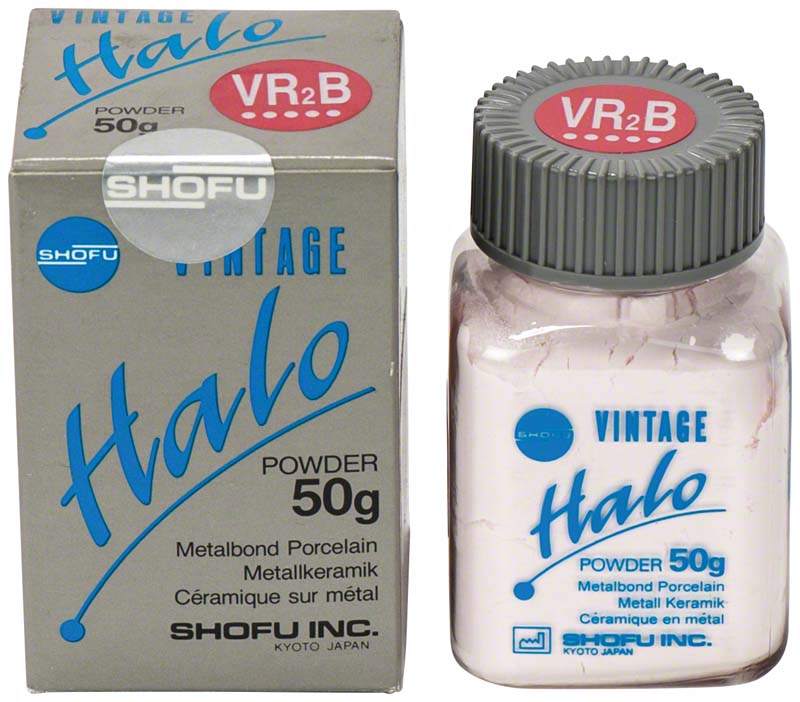 VINTAGE
Halo
POWDER
50g
VR2B
SHOFU
SHOFU
VINTAGE
Halo
POWDER
50g
Metalbond Porcelain
Metallkeramik
Céramique sur métal
SHOFU INC.
KYOTO JAPAN
VR2B
SHOFU
VINTAGE
Halo
POWDER 50g
Metalbond Porcelain
Metall Keramik
Céramique en métal
SHOFU INC.
KYOTO JAPAN